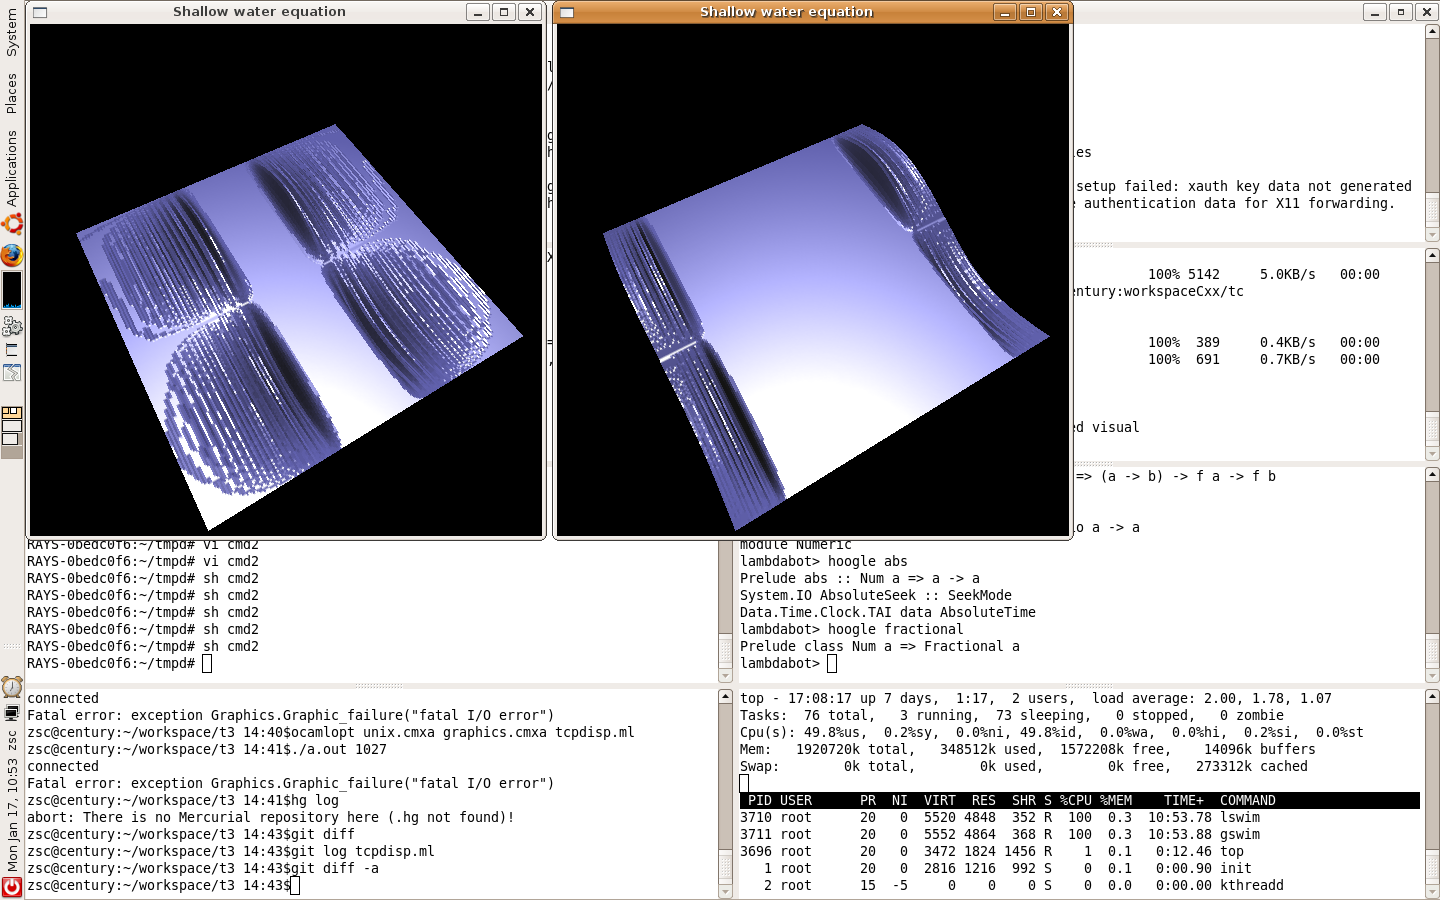 Shallow water equation
Shallow water equation
System
Places
Applications
zsc
Mon Jan 17, 10:53
setup failed: xauth key data not generated
authentication data for X11 forwarding.
100% 5142     5.0KB/s   00:00
entury:workspaceCxx/tc
100%  389     0.4KB/s   00:00
100%  691     0.7KB/s   00:00
ed visual
=> (a -> b) -> f a -> f b
o a -> a
RAYS-0bedc0f6:~/tmpd# vi cmd2
RAYS-0bedc0f6:~/tmpd# vi cmd2
RAYS-0bedc0f6:~/tmpd# sh cmd2
RAYS-0bedc0f6:~/tmpd# sh cmd2
RAYS-0bedc0f6:~/tmpd# sh cmd2
RAYS-0bedc0f6:~/tmpd# sh cmd2
RAYS-0bedc0f6:~/tmpd# sh cmd2
RAYS-0bedc0f6:~/tmpd#
module Numeric
lambdabot> hoogle abs
Prelude abs :: Num a => a -> a
System.IO AbsoluteSeek :: SeekMode
Data.Time.Clock.TAI data AbsoluteTime
lambdabot> hoogle fractional
Prelude class Num a => Fractional a
lambdabot>
connected
Fatal error: exception Graphics.Graphic_failure("fatal I/O error")
zsc@century:~/workspace/t3 14:40$ocamlopt unix.cmxa graphics.cmxa tcpdisp.ml
zsc@century:~/workspace/t3 14:41$./a.out 1027
connected
Fatal error: exception Graphics.Graphic_failure("fatal I/O error")
zsc@century:~/workspace/t3 14:41$hg log
abort: There is no Mercurial repository here (.hg not found)!
zsc@century:~/workspace/t3 14:43$git diff
zsc@century:~/workspace/t3 14:43$git log tcpdisp.ml
zsc@century:~/workspace/t3 14:43$git diff -a
zsc@century:~/workspace/t3 14:43$
top - 17:08:17 up 7 days,  1:17,  2 users,  load average: 2.00, 1.78, 1.07
Tasks:  76 total,   3 running,  73 sleeping,   0 stopped,   0 zombie
Cpu(s): 49.8%us,  0.2%sy,  0.0%ni, 49.8%id,  0.0%wa,  0.0%hi,  0.2%si,  0.0%st
Mem:   1920720k total,   348512k used,  1572208k free,    14096k buffers
Swap:        0k total,        0k used,        0k free,   273312k cached
PID USER      PR  NI  VIRT  RES  SHR S %CPU %MEM    TIME+  COMMAND
3710 root      20   0  5520 4848  352 R  100  0.3  10:53.78 lswim
3711 root      20   0  5552 4864  368 R  100  0.3  10:53.88 gswim
3696 root      20   0  3472 1824 1456 R    1  0.1   0:12.46 top
1 root      20   0  2816 1216  992 S    0  0.1   0:00.90 init
2 root      15  -5     0    0    0 S    0  0.0   0:00.00 kthreadd